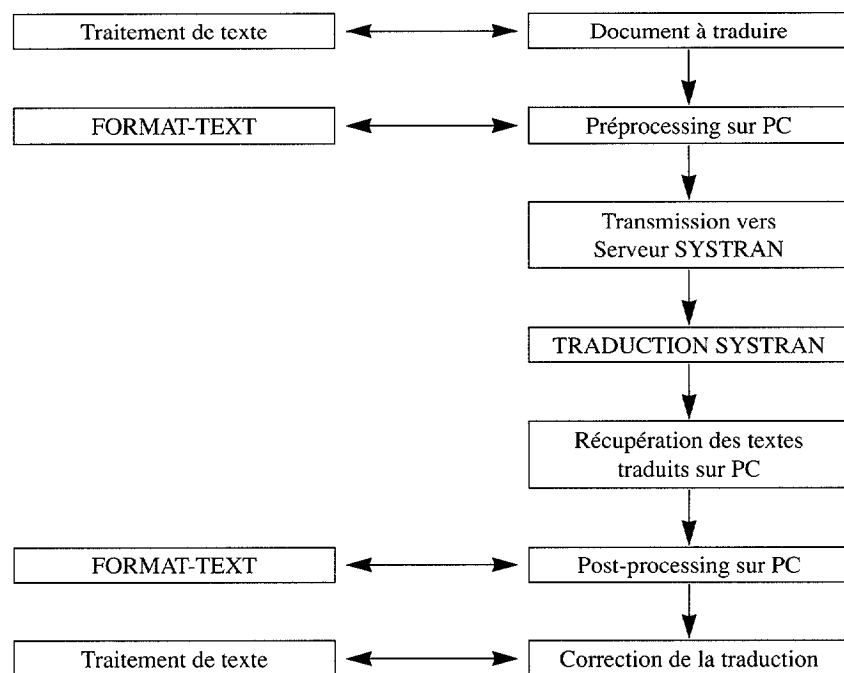 Traitement de texte
Document à traduire
FORMAT-TEXT
Préprocessing sur PC
Transmission vers
Serveur SYSTRAN
TRADUCTION SYSTRAN
Récupération des textes
traduits sur PC
FORMAT-TEXT
Post-processing sur PC
Traitement de texte
Correction de la traduction